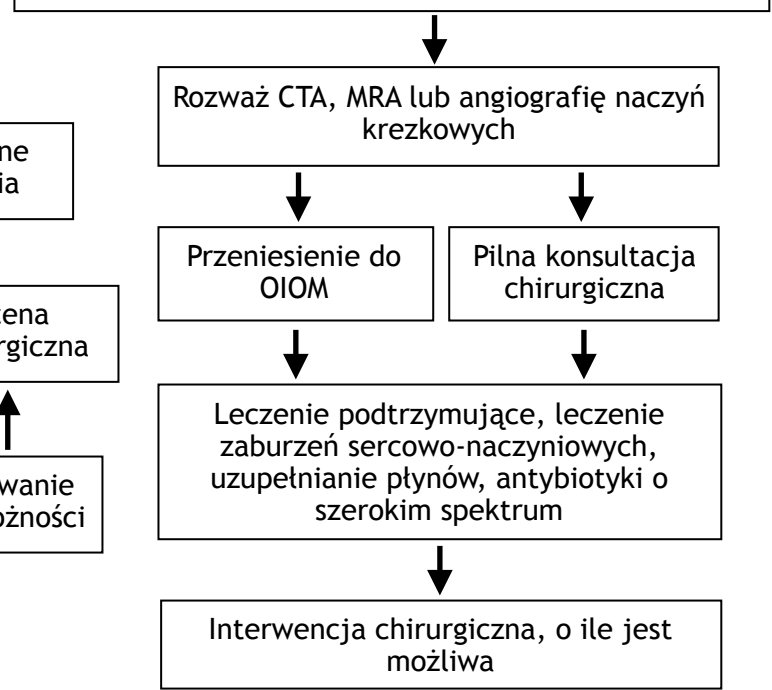 Rozważ CTA, MRA lub angiografię naczyń
krezkowych
Przeniesienie do
OIOM
Pilna konsultacja
chirurgiczna
Leczenie podtrzymujące, leczenie
zaburzeń sercowo-naczyniowych,
uzupełnianie płynów, antybiotyki o
szerokim spektrum
Interwencja chirurgiczna, o ile jest
możliwa